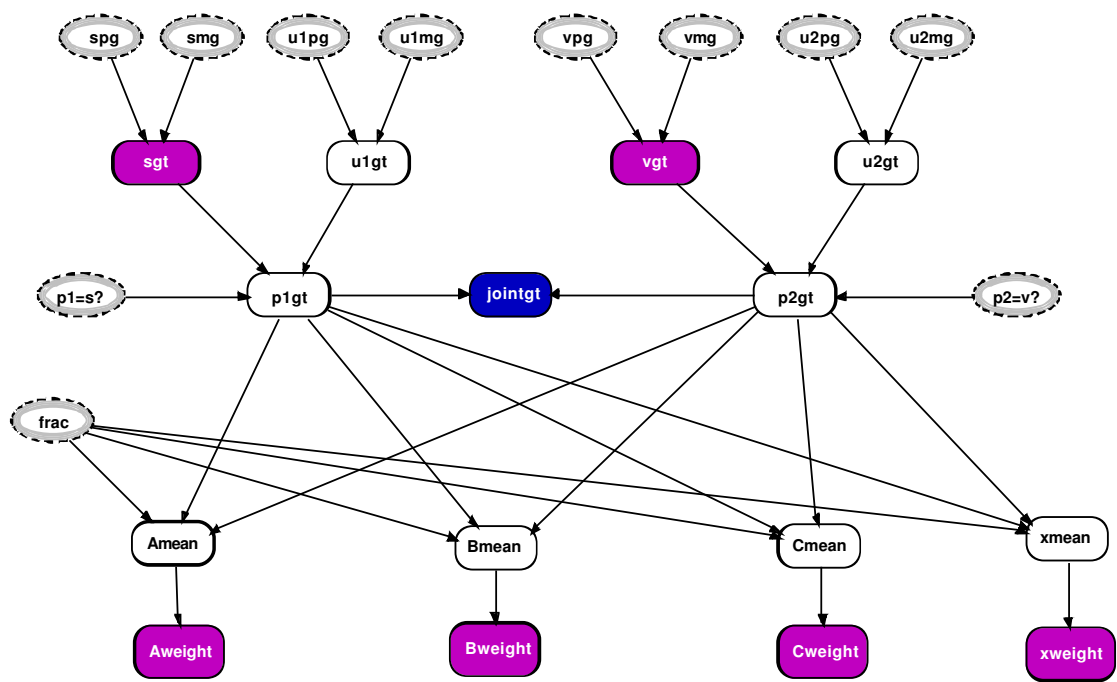 spg smg u1pg u1mg vpg vmg u2pg u2mg
sgt u1gt vgt u2gt
p1=s? p1gt jointgt p2gt p2=v?
frac
Amean Bmean Cmean xmean
Aweight Bweight Cweight xweight